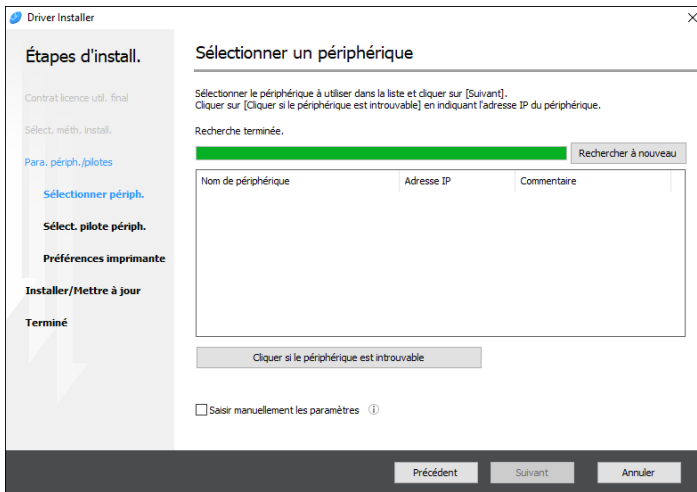 Driver Installer
Étapes d'install.
Contrat licence util. final
Sélect. méth. install.
Para. périph./pilotes
Sélectionner périph.
Sélect. pilote périph.
Préférences imprimante
Installer/Mettre à jour
Terminé
Sélectionner un périphérique
Sélectionner le périphérique à utiliser dans la liste et cliquer sur [Suivant].
Cliquer sur [Cliquer si le périphérique est introuvable] en indiquant l'adresse IP du périphérique.
Recherche terminée.
Rechercher à nouveau
Nom de périphérique Adresse IP Commentaire
Cliquer si le périphérique est introuvable
Saisir manuellement les paramètres
Précédent Suivant Annuler